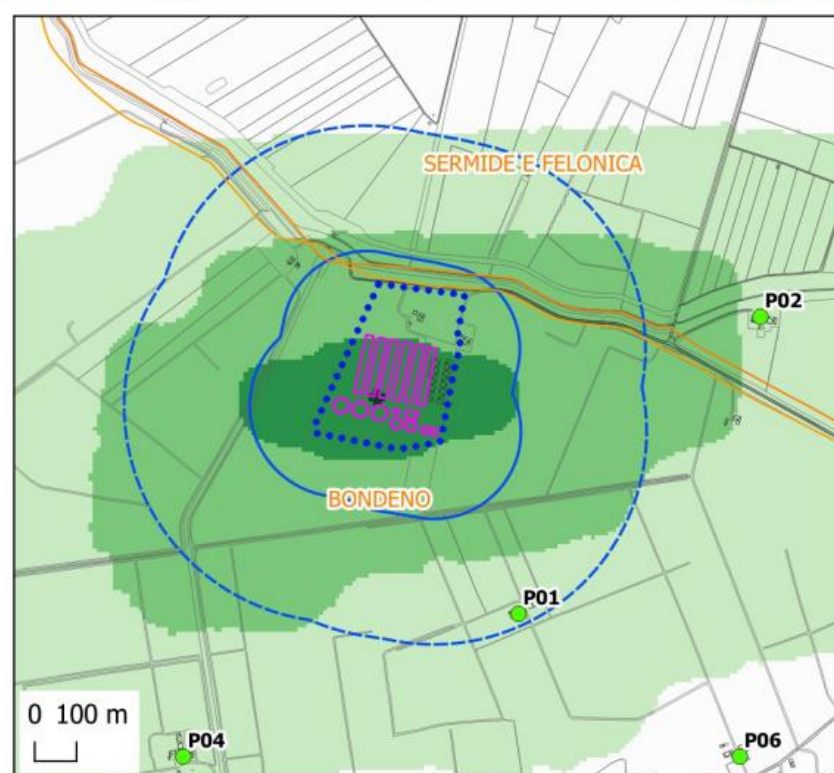 SERMIDE E FELONICA
P02
BONDENO
P01
0 100 m
P04
P06